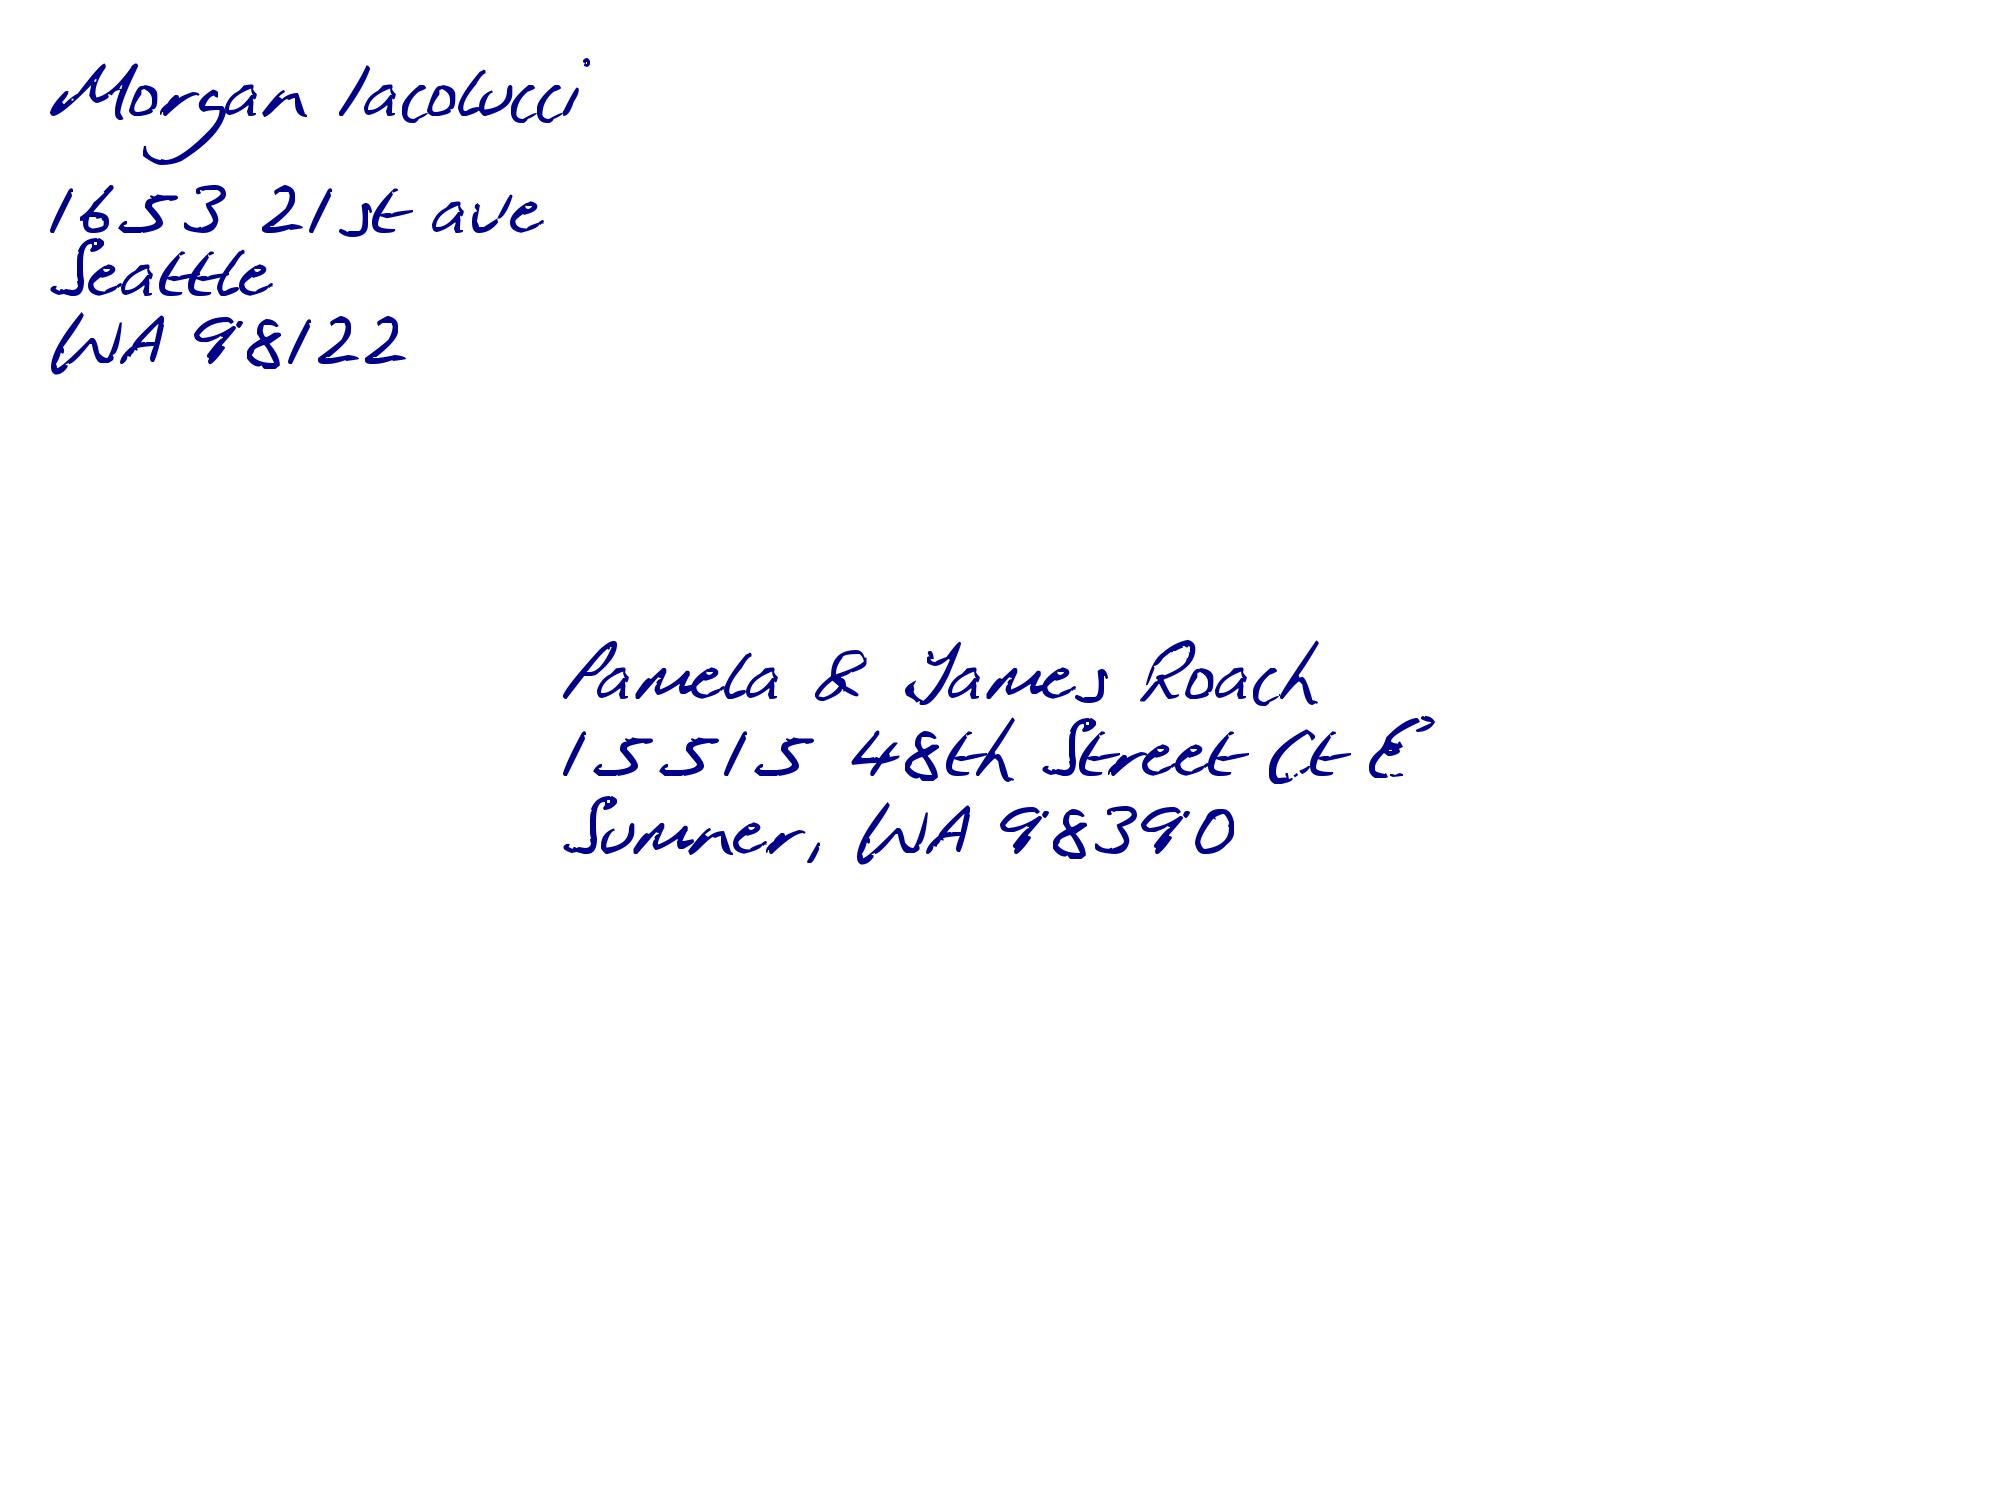 Morgan Iacolucci
1653 21st ave
Seattle
WA 98122
Pamela & James Roach
15515 48th Street Ct E
Sumner, WA 98390